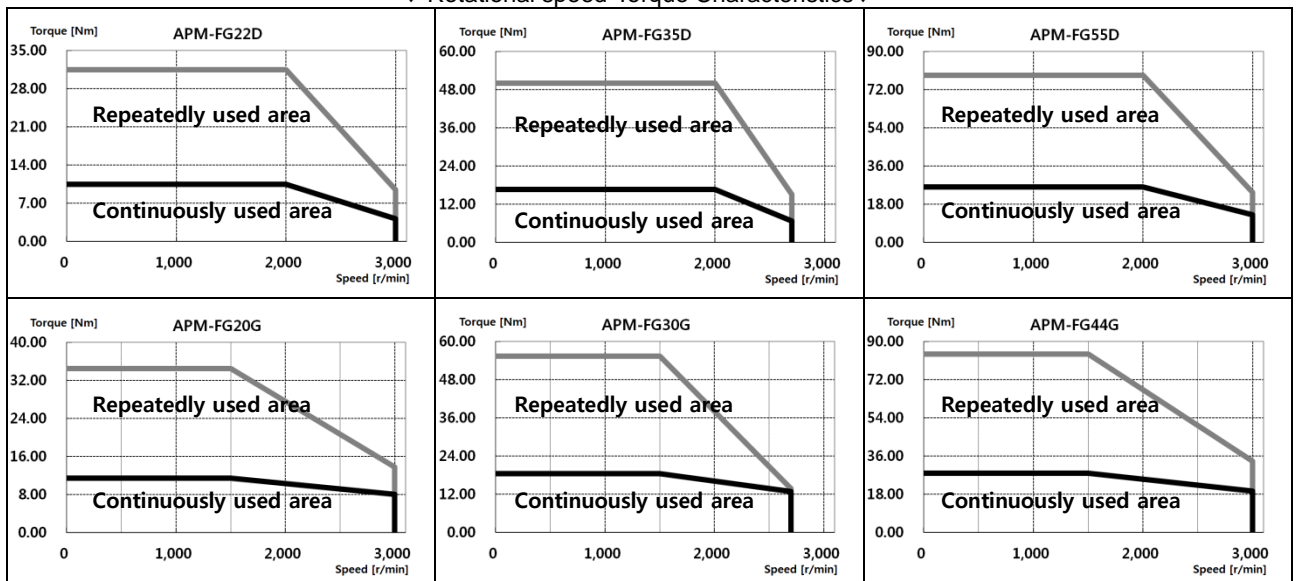 Torque [Nm] APM-FG22D
35.00
28.00
Repeatedly used area
21.00
14.00
7.00
Continuously used area
0.00
0 1,000 2,000 3,000
Speed [r/min]
Torque [Nm] APM-FG35D
60.00
48.00
36.00
Repeatedly used area
24.00
12.00
Continuously used area
0.00
0 1,000 2,000 3,000
Speed [r/min]
Torque [Nm] APM-FG55D
90.00
72.00
Repeatedly used area
54.00
36.00
18.00
Continuously used area
0.00
0 1,000 2,000 3,000
Speed [r/min]
Torque [Nm] APM-FG20G
40.00
32.00
Repeatedly used area
24.00
16.00
8.00
Continuously used area
0.00
0 1,000 2,000 3,000
Speed [r/min]
Torque [Nm] APM-FG30G
60.00
48.00
Repeatedly used area
36.00
24.00
12.00
Continuously used area
0.00
0 1,000 2,000 3,000
Speed [r/min]
Torque [Nm] APM-FG44G
90.00
72.00
Repeatedly used area
54.00
36.00
18.00
Continuously used area
0.00
0 1,000 2,000 3,000
Speed [r/min]